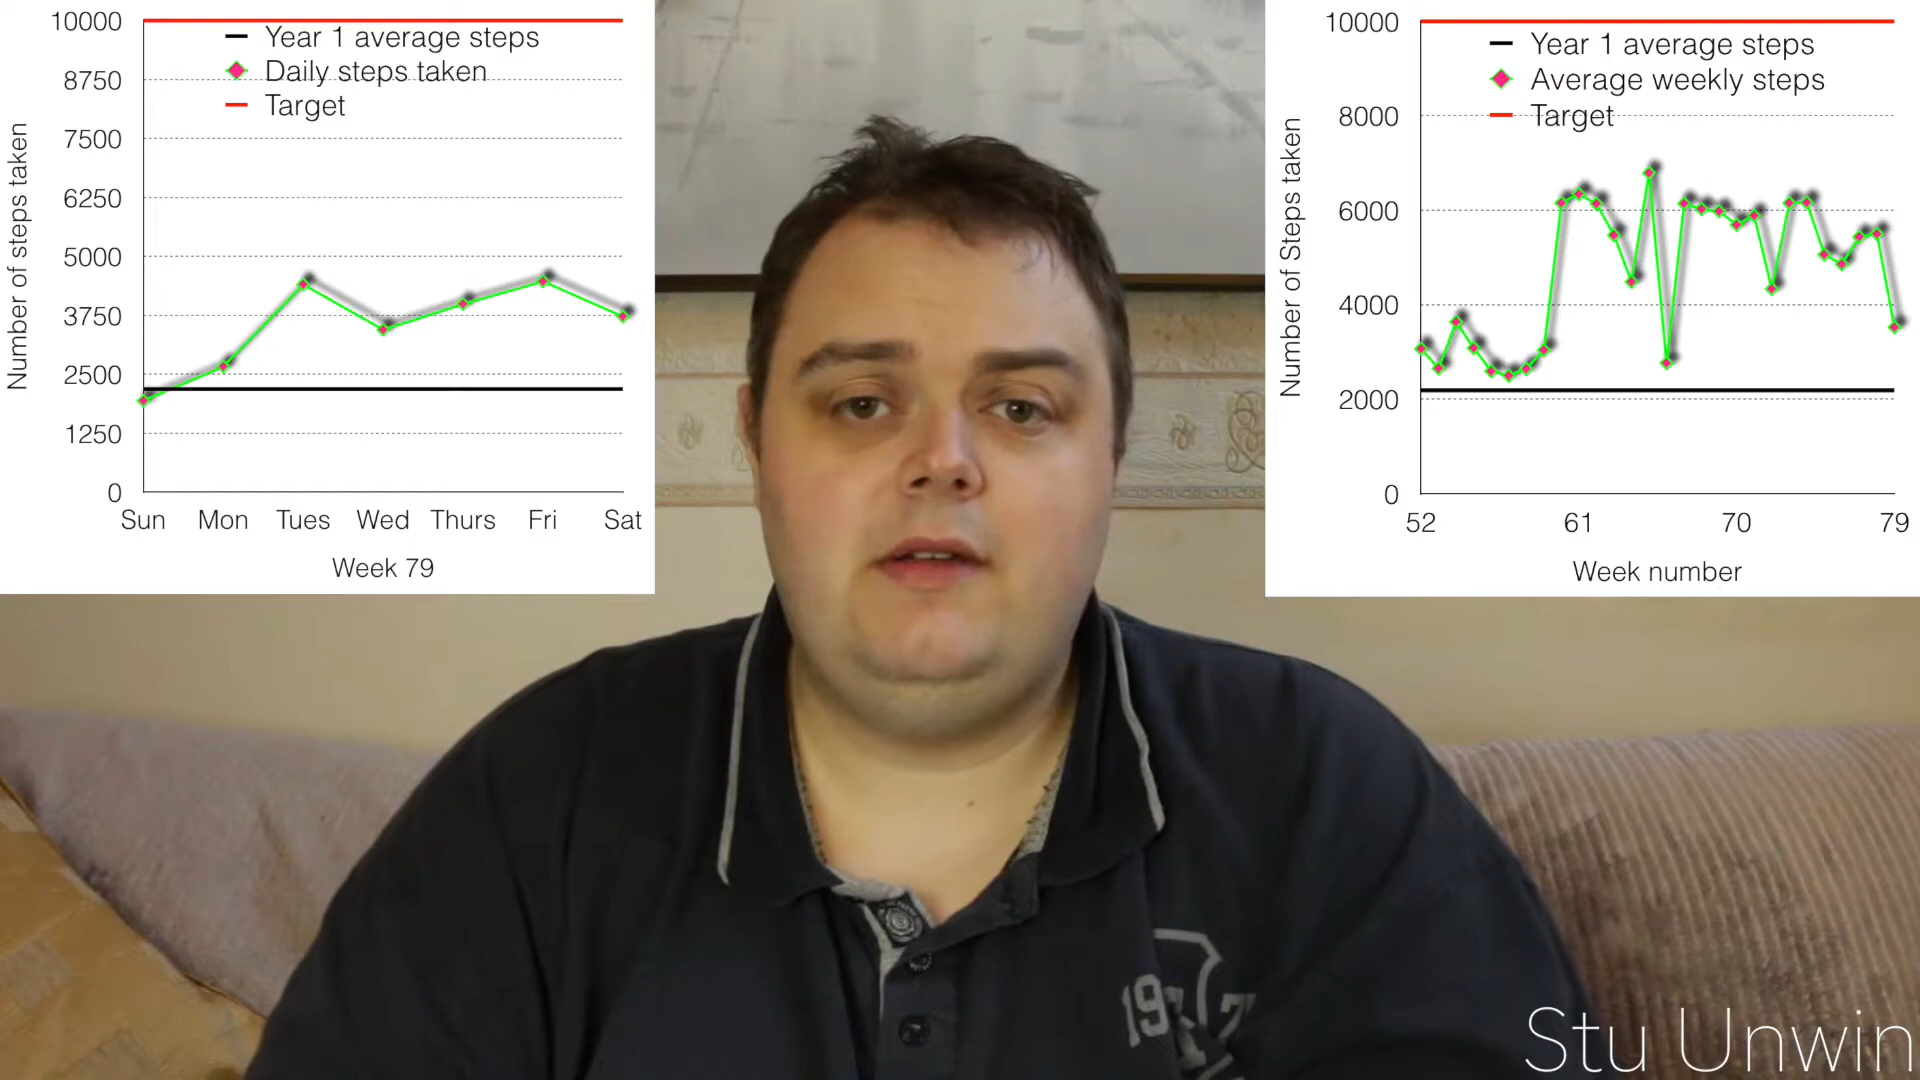 10000
Year 1 average steps
Daily steps taken
8750
Target
7500
6250
5000
3750
2500
1250
0
Number of steps taken
Sun Mon Tues Wed Thurs Fri Sat
Week 79
10000
Year 1 average steps
Average weekly steps
8000
Target
6000
4000
2000
0
Number of Steps taken
52 61 70 79
Week number
Stu Unwin